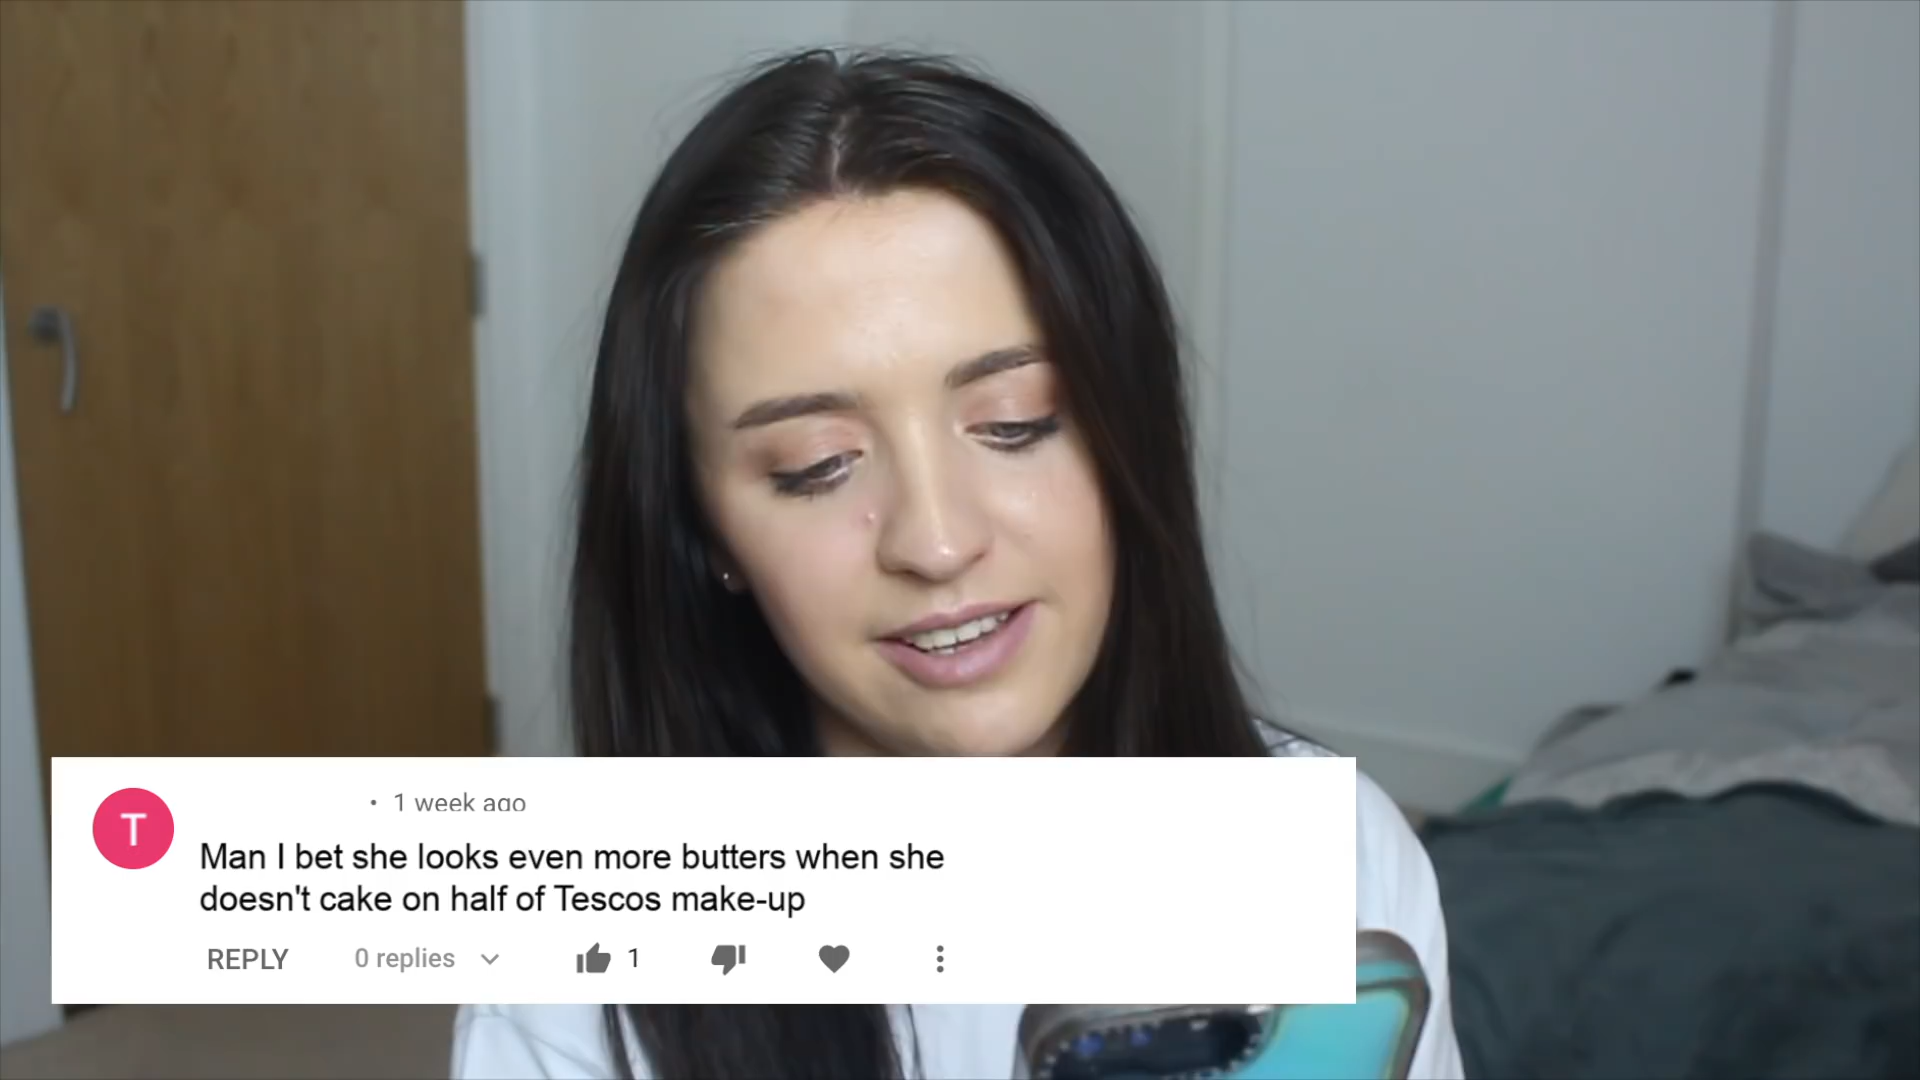 T
• 1 week ago
Man I bet she looks even more butters when she
doesn't cake on half of Tescos make-up
REPLY 0 replies 1